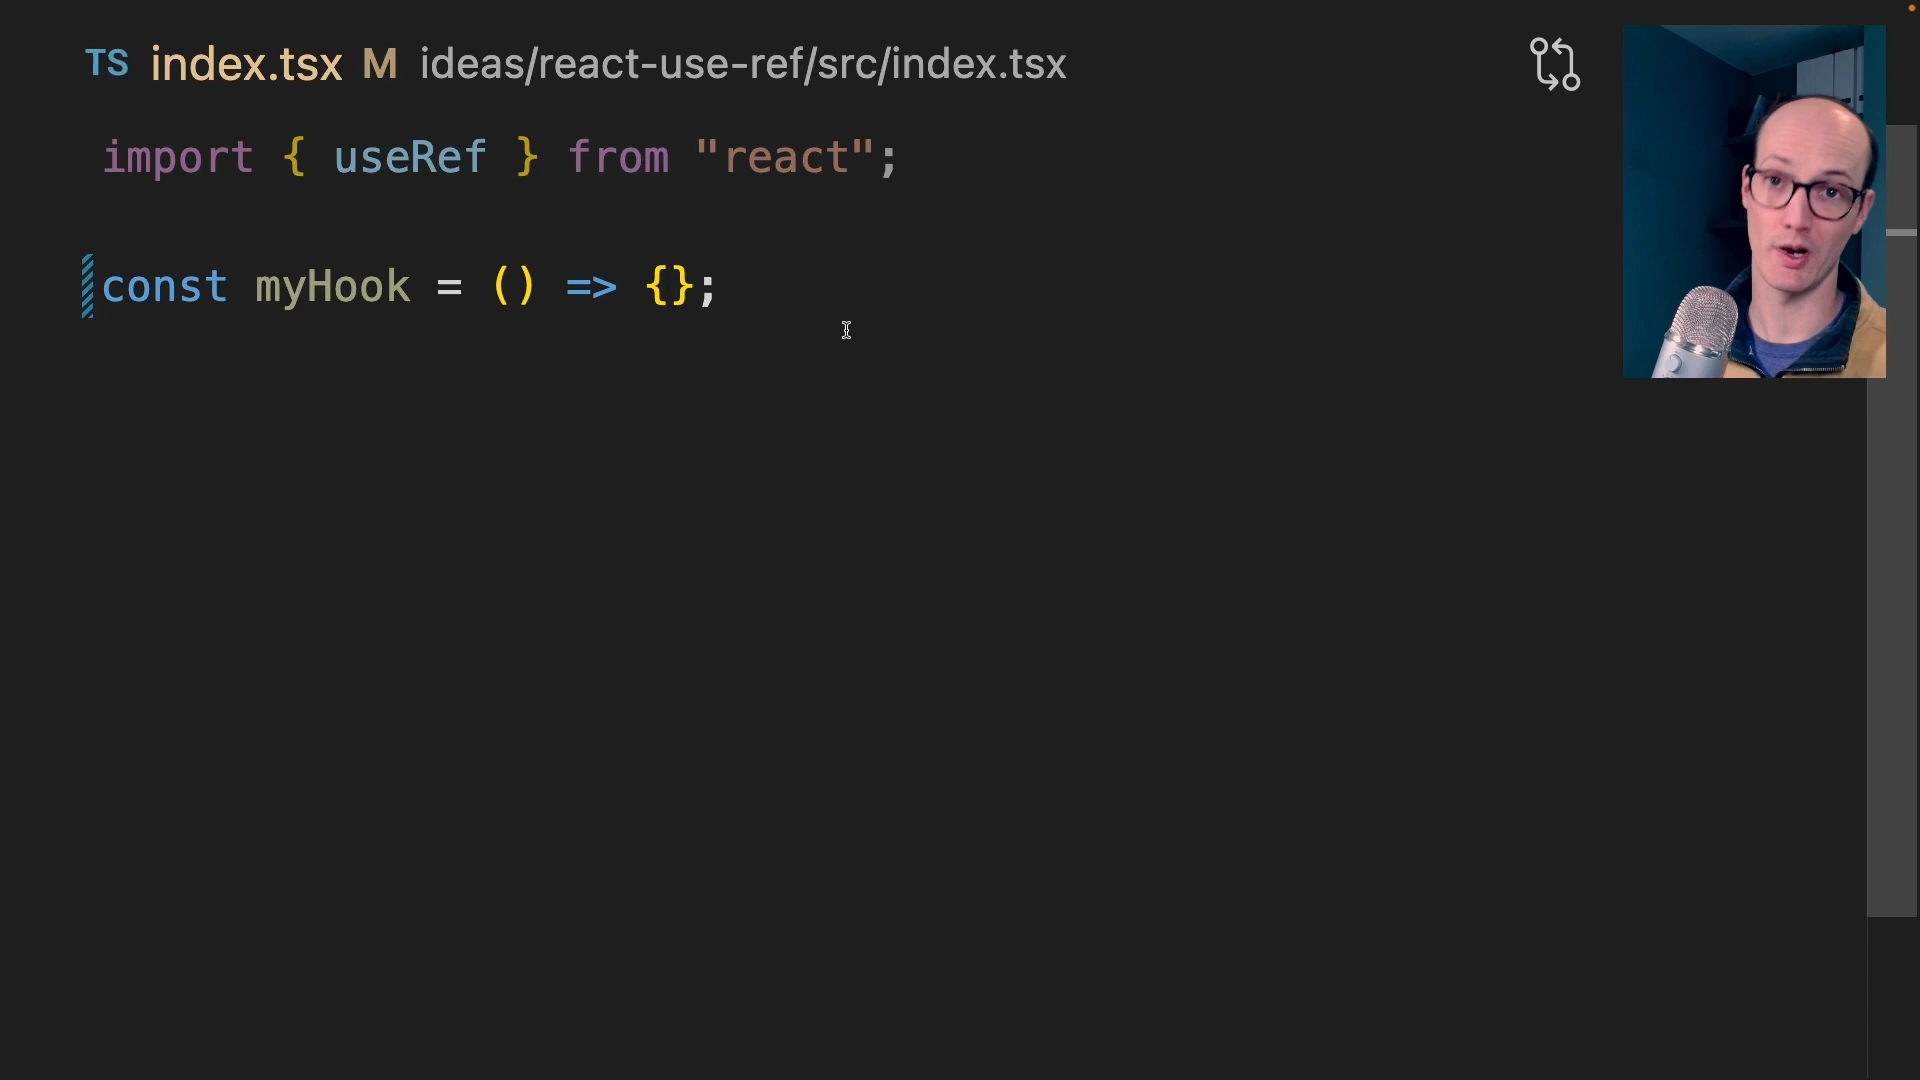 TS index.tsx M ideas/react-use-ref/src/index.tsx
import { useRef } from "react";
const myHook = () => {};